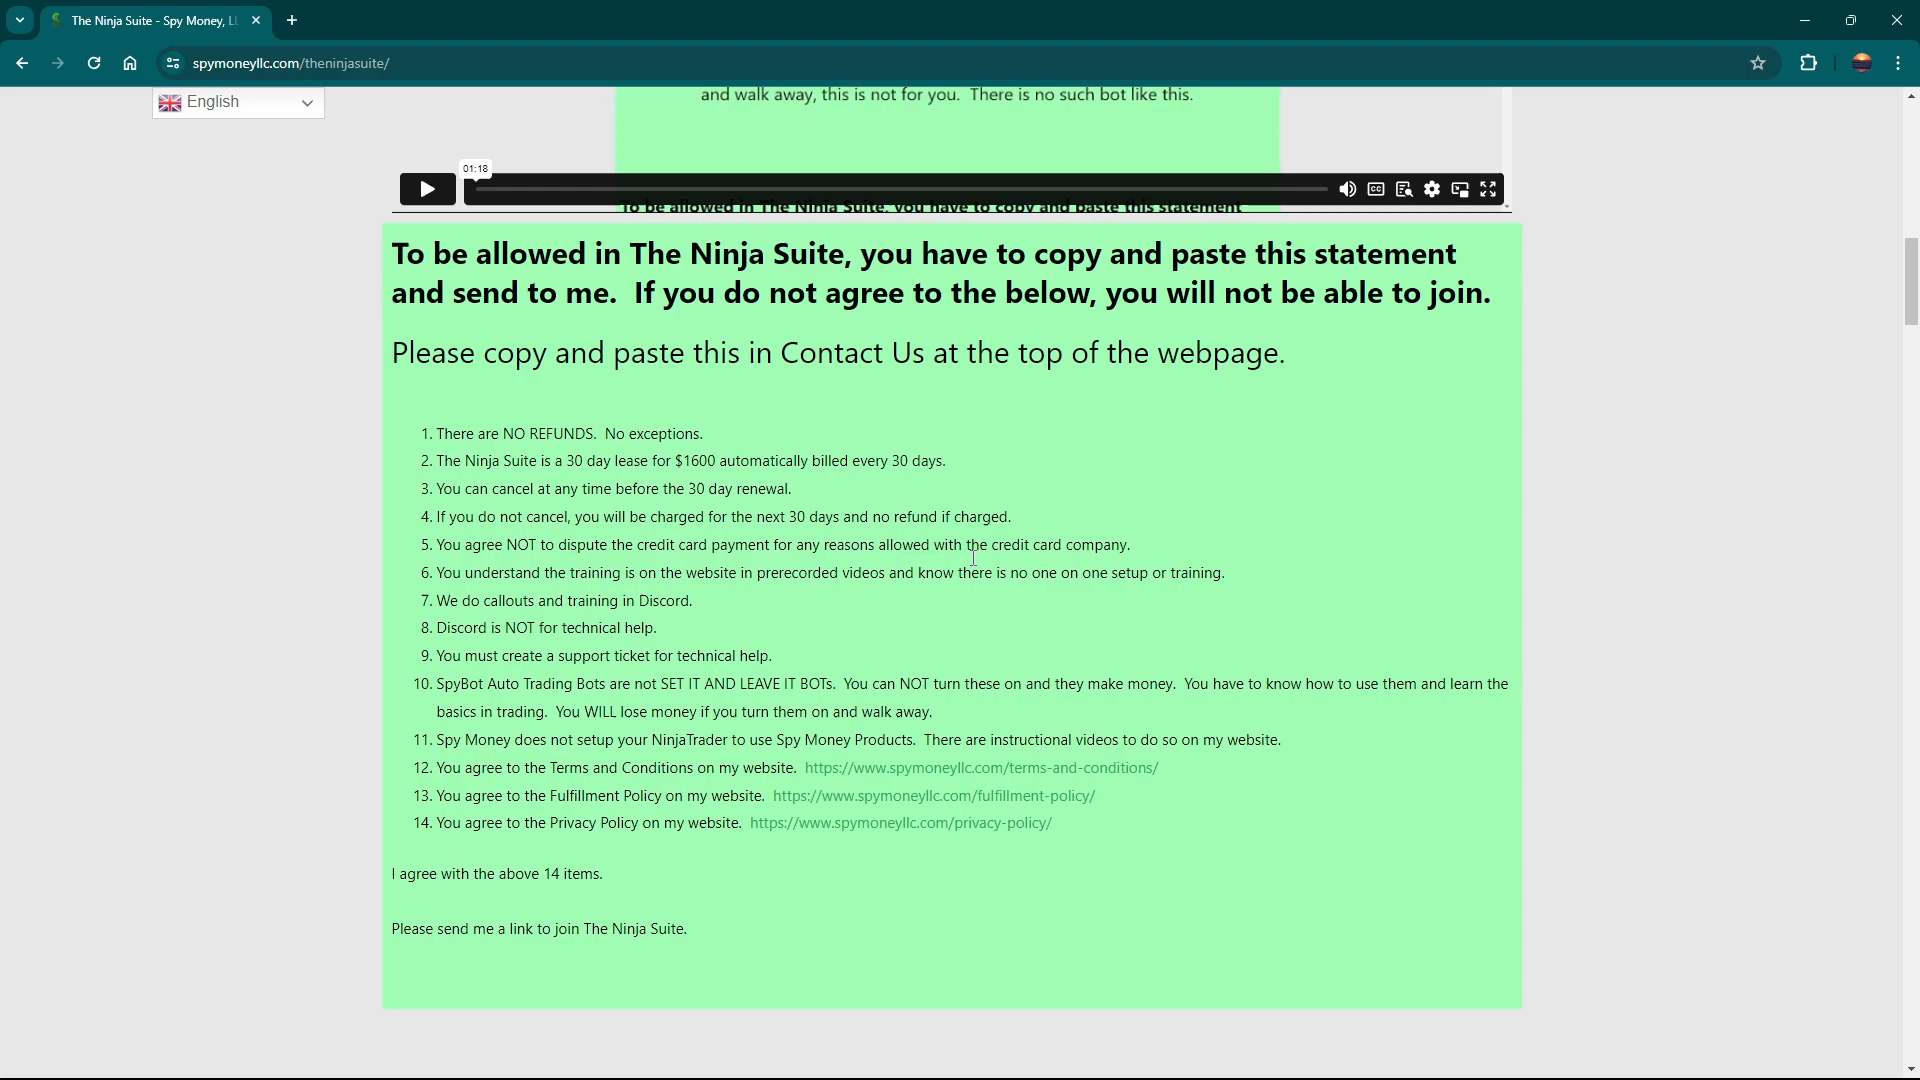 The Ninja Suite - Spy Money, LL
spymoneyllc.com/theninjasuite/
English
and walk away, this is not for you.  There is no such bot like this.
01:18
CC
To be allowed in The Ninja Suite, you have to copy and paste this statement
To be allowed in The Ninja Suite, you have to copy and paste this statement
and send to me.  If you do not agree to the below, you will not be able to join.
Please copy and paste this in Contact Us at the top of the webpage.
1. There are NO REFUNDS.  No exceptions.
2. The Ninja Suite is a 30 day lease for $1600 automatically billed every 30 days.
3. You can cancel at any time before the 30 day renewal.
4. If you do not cancel, you will be charged for the next 30 days and no refund if charged.
5. You agree NOT to dispute the credit card payment for any reasons allowed with the credit card company.
6. You understand the training is on the website in prerecorded videos and know there is no one on one setup or training.
7. We do callouts and training in Discord.
8. Discord is NOT for technical help.
9. You must create a support ticket for technical help.
10. SpyBot Auto Trading Bots are not SET IT AND LEAVE IT BOTs.  You can NOT turn these on and they make money.  You have to know how to use them and learn the
basics in trading.  You WILL lose money if you turn them on and walk away.
11. Spy Money does not setup your NinjaTrader to use Spy Money Products.  There are instructional videos to do so on my website.
12. You agree to the Terms and Conditions on my website.  https://www.spymoneyllc.com/terms-and-conditions/
13. You agree to the Fulfillment Policy on my website.  https://www.spymoneyllc.com/fulfillment-policy/
14. You agree to the Privacy Policy on my website.  https://www.spymoneyllc.com/privacy-policy/
I agree with the above 14 items.
Please send me a link to join The Ninja Suite.